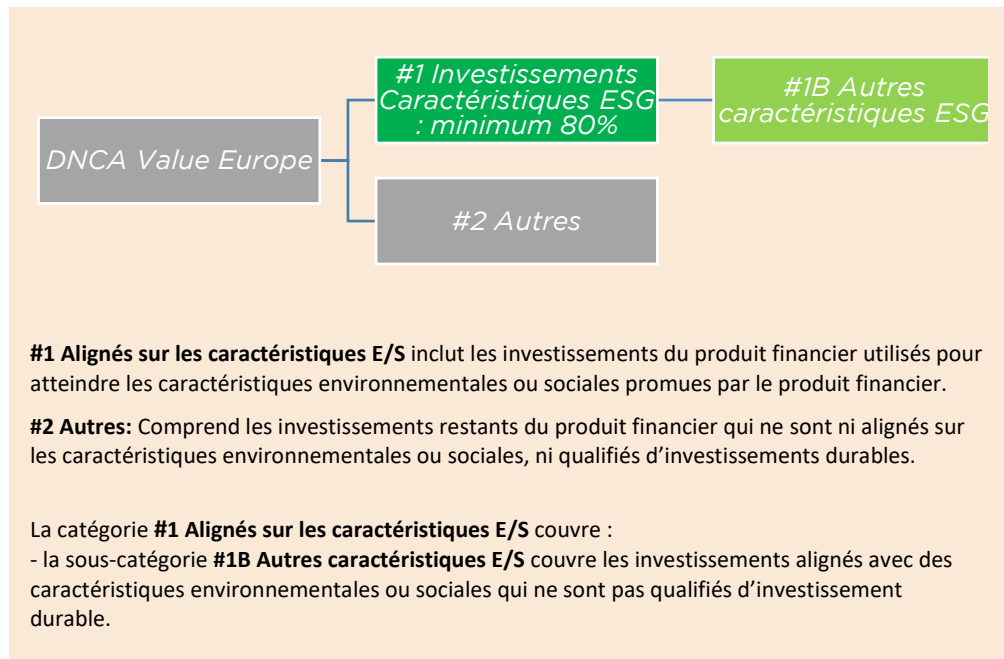 #1 Investissements
Caractéristiques ESG
: minimum 80%
#1B Autres
caractéristiques ESG
DNCA Value Europe
#2 Autres
#1 Alignés sur les caractéristiques E/S inclut les investissements du produit financier utilisés pour
atteindre les caractéristiques environnementales ou sociales promues par le produit financier.
#2 Autres: Comprend les investissements restants du produit financier qui ne sont ni alignés sur
les caractéristiques environnementales ou sociales, ni qualifiés d’investissements durables.
La catégorie #1 Alignés sur les caractéristiques E/S couvre :
- la sous-catégorie #1B Autres caractéristiques E/S couvre les investissements alignés avec des
caractéristiques environnementales ou sociales qui ne sont pas qualifiés d’investissement
durable.